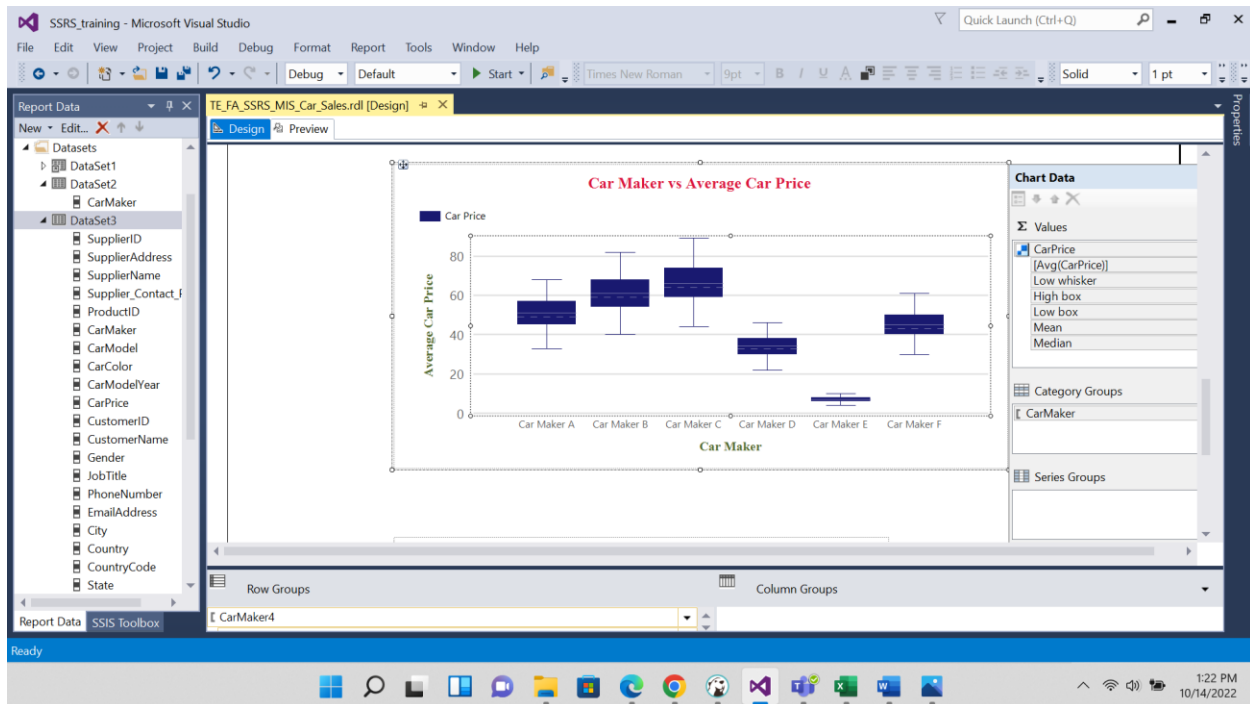 SSRS_training - Microsoft Visual Studio
Quick Launch (Ctrl+Q)
File Edit View Project Build Debug Format Report Tools Window Help
Debug Default Start Times New Roman 9pt B I U A Solid 1 pt
Report Data
New Edit...
Datasets
DataSet1
DataSet2
CarMaker
DataSet3
SupplierID
SupplierAddress
SupplierName
Supplier_Contact_
ProductID
CarMaker
CarModel
CarColor
CarModelYear
CarPrice
CustomerID
CustomerName
Gender
JobTitle
PhoneNumber
EmailAddress
City
Country
CountryCode
State
Report Data SSIS Toolbox
TE_FA_SSRS_MIS_Car_Sales.rdl [Design]
Design Preview
Car Maker vs Average Car Price
Car Price
Average Car Price
80
60
40
20
0
Car Maker A Car Maker B Car Maker C Car Maker D Car Maker E Car Maker F
Car Maker
Chart Data
Σ Values
CarPrice
[Avg(CarPrice)]
Low whisker
High box
Low box
Mean
Median
Category Groups
CarMaker
Series Groups
Properties
Row Groups
Column Groups
CarMaker4
Ready
1:22 PM
10/14/2022